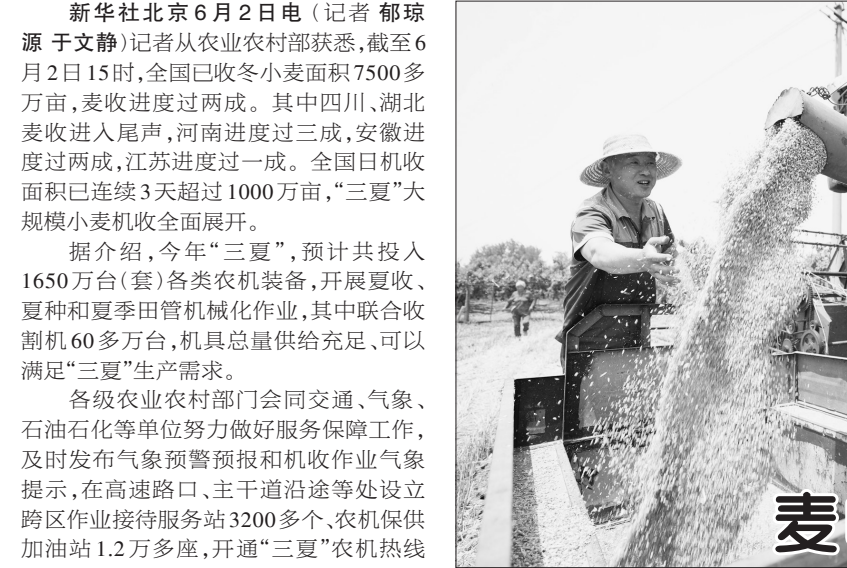 新华社北京6月2日电(记者 郁琼
源 于文静)记者从农业农村部获悉,截至6
月2日15时,全国已收冬小麦面积7500多
万亩,麦收进度过两成。其中四川、湖北
麦收进入尾声,河南进度过三成,安徽进
度过两成,江苏进度过一成。全国日机收
面积已连续3天超过1000万亩,“三夏”大
规模小麦机收全面展开。
据介绍,今年“三夏”,预计共投入
1650万台(套)各类农机装备,开展夏收、
夏种和夏季田管机械化作业,其中联合收
割机60多万台,机具总量供给充足、可以
满足“三夏”生产需求。
各级农业农村部门会同交通、气象、
石油石化等单位努力做好服务保障工作,
及时发布气象预警预报和机收作业气象
提示,在高速路口、主干道沿途等处设立
跨区作业接待服务站3200多个、农机保供
加油站1.2万多座,开通“三夏”农机热线
麦